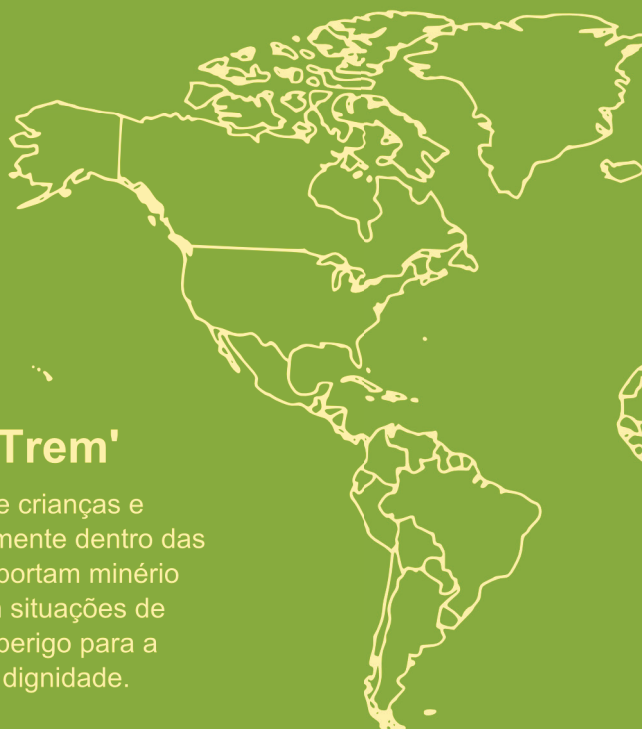 Trem'
e crianças e
mente dentro das
portam minério
situações de
perigo para a
dignidade.